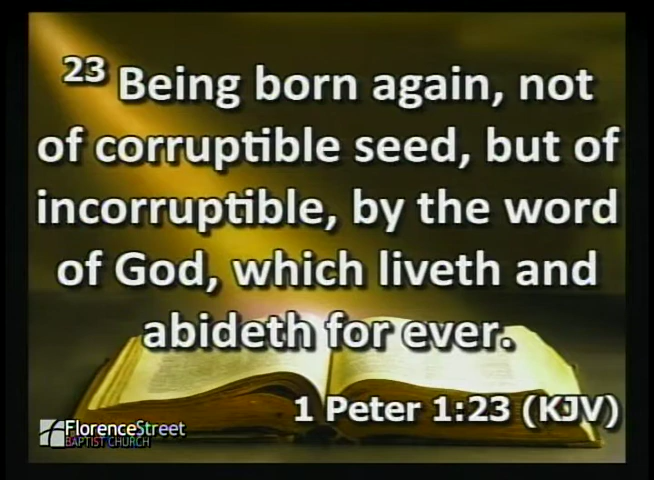 23 Being born again, not
of corruptible seed, but of
incorruptible, by the word
of God, which liveth and
abideth for ever.
1 Peter 1:23 (KJV)
FlorenceStreet
BAPTIST CHURCH